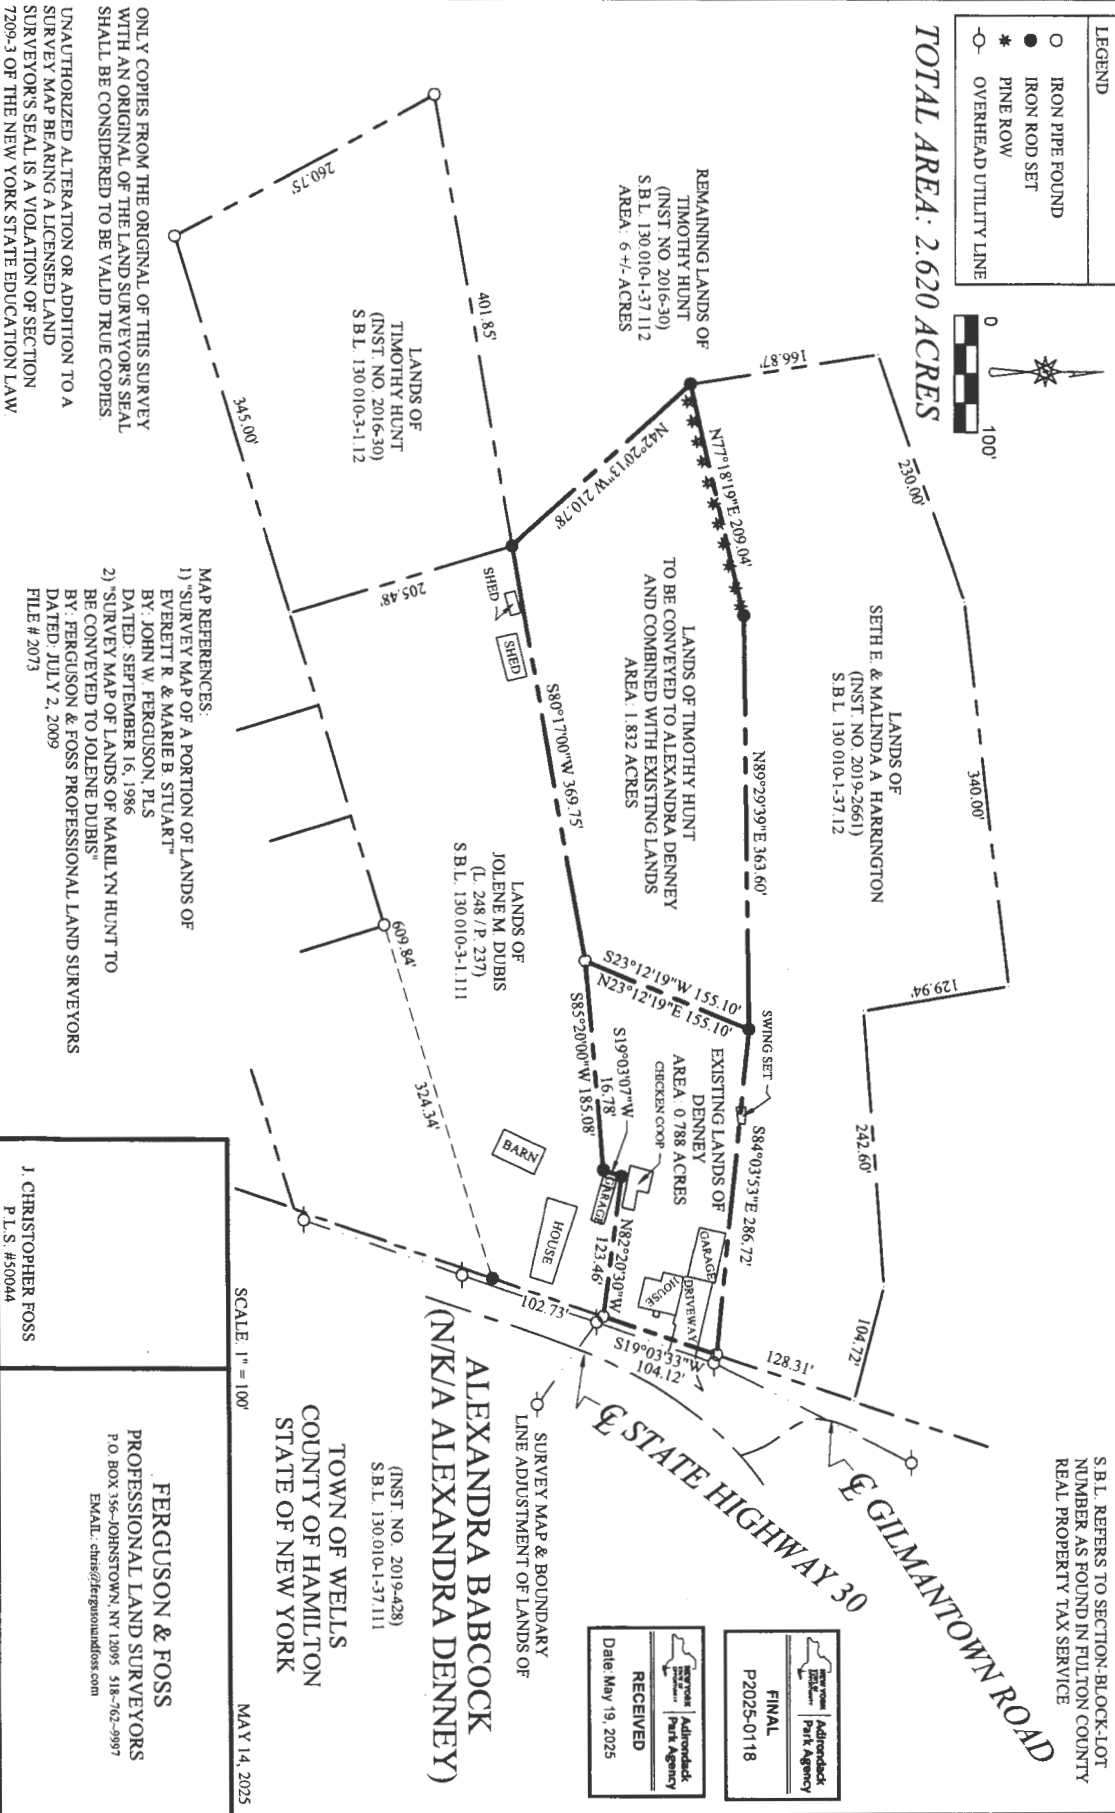 LEGEND
IRON PIPE FOUND
IRON ROD SET
PINE ROW
OVERHEAD UTILITY LINE
0 100'
TOTAL AREA: 2.620 ACRES
S.B.L. REFERS TO SECTION-BLOCK-LOT
NUMBER AS FOUND IN FULTON COUNTY
REAL PROPERTY TAX SERVICE
230.00'
340.00'
129.94'
242.60'
104.72'
128.31'
166.87'
LANDS OF
SETH E. & MALINDA A. HARRINGTON
(INST. NO. 2019-2661)
S.B.L. 130.010-1-37.12
REMAINING LANDS OF
TIMOTHY HUNT
(INST. NO. 2016-30)
S.B.L. 130.010-1-37.112
AREA: 6 +/- ACRES
N77°18'19"E 209.04'
N89°29'39"E 363.60'
N42°20'13"W 210.78'
LANDS OF TIMOTHY HUNT
TO BE CONVEYED TO ALEXANDRA DENNEY
AND COMBINED WITH EXISTING LANDS
AREA: 1.832 ACRES
S23°12'19"W 155.10'
N23°12'19"E 155.10'
SWING SET
S84°03'53"E 286.72'
EXISTING LANDS OF
DENNEY
AREA: 0.788 ACRES
CHICKEN COOP
S19°03'07"W
16.78'
GARAGE
HOUSE
DRIVEWAY
GARAGE
N82°20'30"W
123.46'
S19°03'33"W
104.12'
SHED
SHED
S80°17'00"W 369.75'
S85°20'00"W 185.08'
401.85'
260.75'
345.00'
205.48'
LANDS OF
TIMOTHY HUNT
(INST. NO. 2016-30)
S.B.L. 130.010-3-1.12
LANDS OF
JOLENE M. DUBIS
(L. 248 / P. 237)
S.B.L. 130.010-3-1.111
609.84'
324.34'
BARN
HOUSE
102.73'
℄ GILMANTOWN ROAD
℄ STATE HIGHWAY 30
NEW YORK
STATE OF
OPPORTUNITY
Adirondack
Park Agency
FINAL
P2025-0118
NEW YORK
STATE OF
OPPORTUNITY
Adirondack
Park Agency
RECEIVED
Date: May 19, 2025
SURVEY MAP & BOUNDARY
LINE ADJUSTMENT OF LANDS OF
ALEXANDRA BABCOCK
(N/K/A ALEXANDRA DENNEY)
(INST. NO. 2019-428)
S.B.L. 130.010-1-37.111
TOWN OF WELLS
COUNTY OF HAMILTON
STATE OF NEW YORK
SCALE: 1" = 100'
MAY 14, 2025
MAP REFERENCES:
1) "SURVEY MAP OF A PORTION OF LANDS OF
EVERETT R. & MARIE B. STUART"
BY: JOHN W. FERGUSON, PLS
DATED: SEPTEMBER 16, 1986
2) "SURVEY MAP OF LANDS OF MARILYN HUNT TO
BE CONVEYED TO JOLENE DUBIS"
BY: FERGUSON & FOSS PROFESSIONAL LAND SURVEYORS
DATED: JULY 2, 2009
FILE # 2073
ONLY COPIES FROM THE ORIGINAL OF THIS SURVEY
WITH AN ORIGINAL OF THE LAND SURVEYOR'S SEAL
SHALL BE CONSIDERED TO BE VALID TRUE COPIES.
UNAUTHORIZED ALTERATION OR ADDITION TO A
SURVEY MAP BEARING A LICENSED LAND
SURVEYOR'S SEAL IS A VIOLATION OF SECTION
7209-3 OF THE NEW YORK STATE EDUCATION LAW.
J. CHRISTOPHER FOSS
P.L.S. #50044
FERGUSON & FOSS
PROFESSIONAL LAND SURVEYORS
P.O. BOX 356~JOHNSTOWN, NY 12095 518~762~9997
EMAIL: chris@fergusonandfoss.com